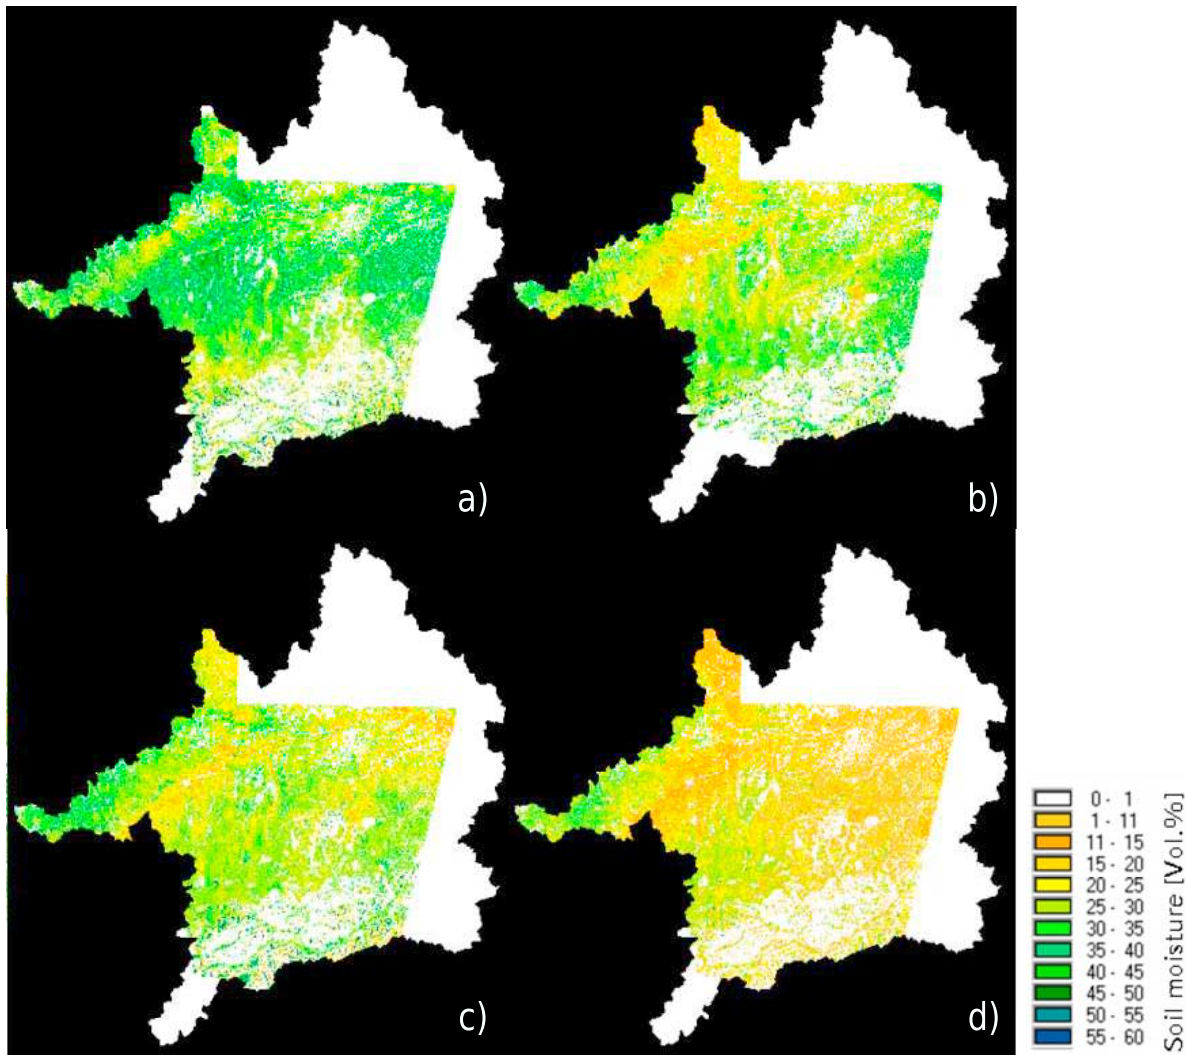 a)
b)
c)
d)
0 - 1
1 - 11
11 - 15
15 - 20
20 - 25
25 - 30
30 - 35
35 - 40
40 - 45
45 - 50
50 - 55
55 - 60
Soil moisture [Vol.%]